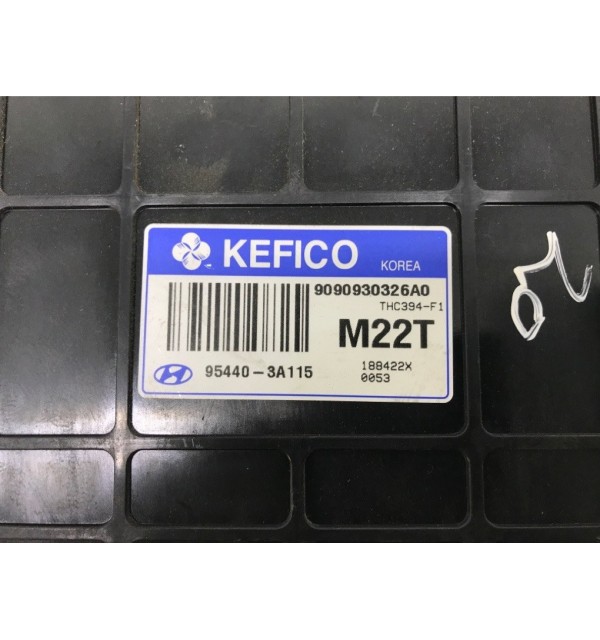 KEFICO KOREA
9090930326A0
THC394-F1
M22T
95440-3A115
188422X
0053